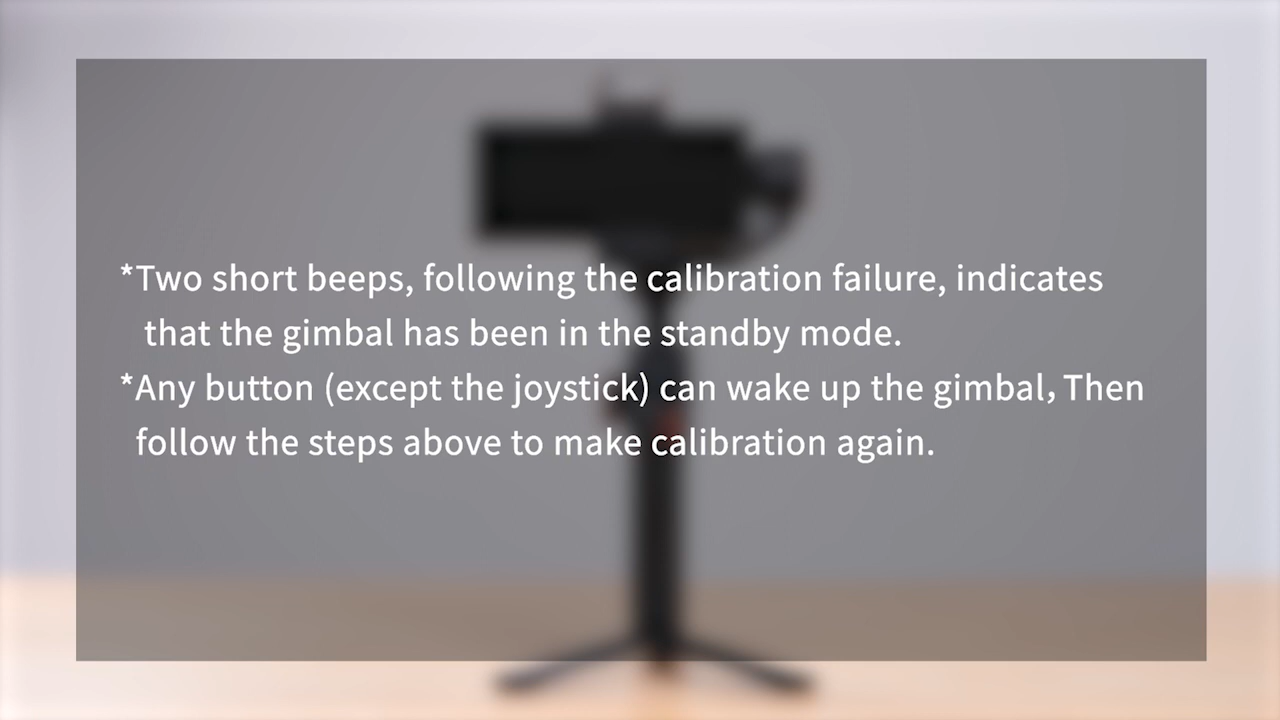 *Two short beeps, following the calibration failure, indicates
that the gimbal has been in the standby mode.
*Any button (except the joystick) can wake up the gimbal, Then
follow the steps above to make calibration again.